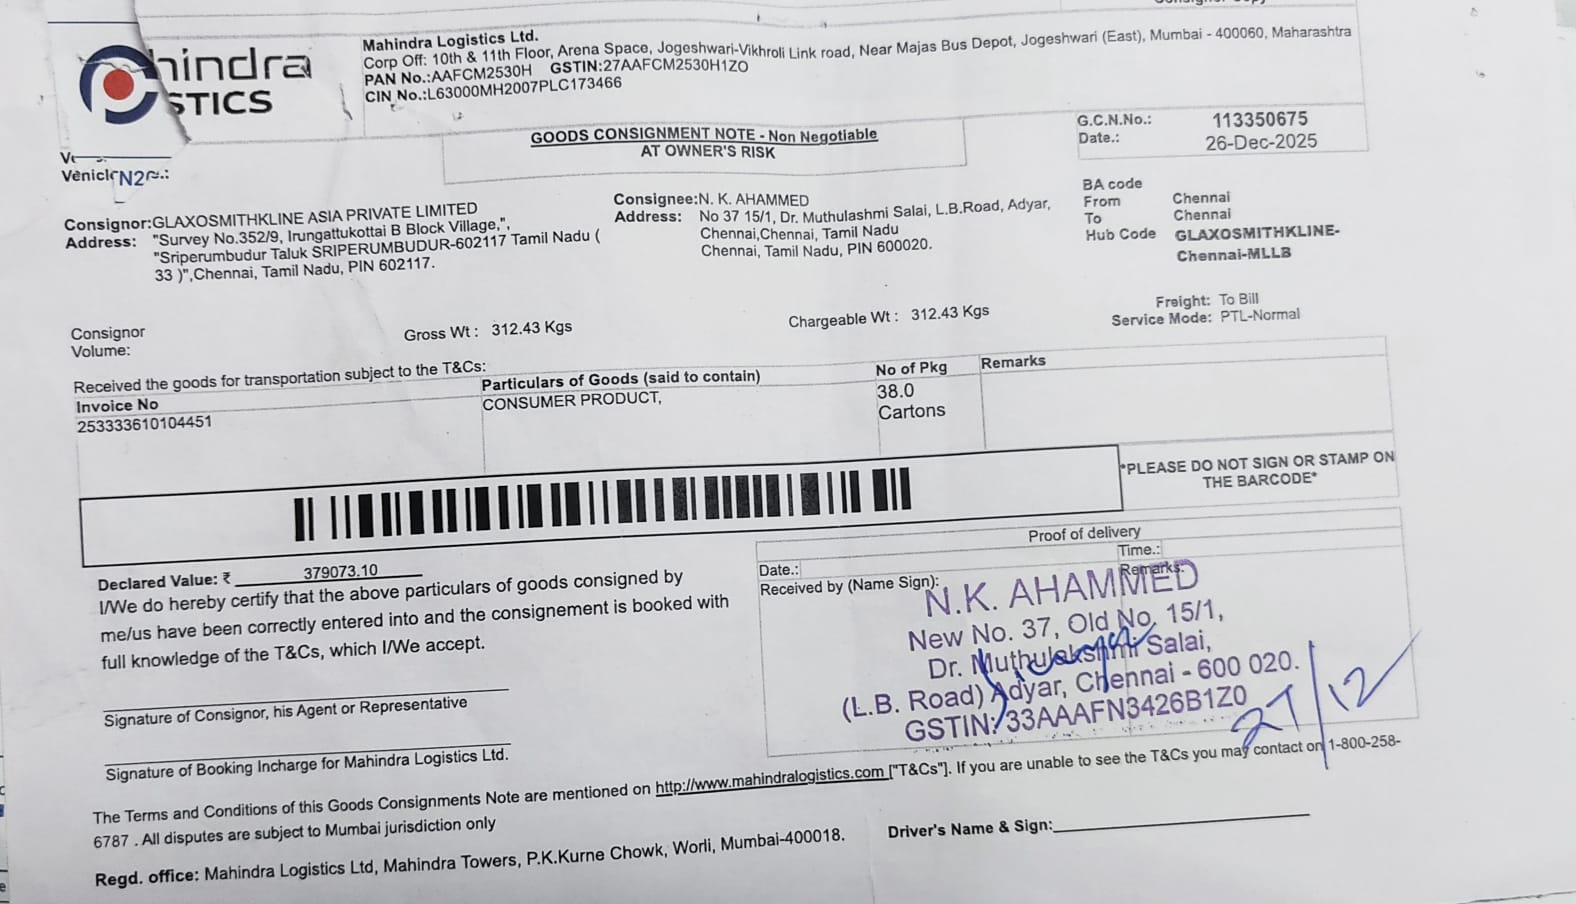 hindra
STICS
Mahindra Logistics Ltd.
Corp Off: 10th & 11th Floor, Arena Space, Jogeshwari-Vikhroli Link road, Near Majas Bus Depot, Jogeshwari (East), Mumbai - 400060, Maharashtra
PAN No.:AAFCM2530H GSTIN:27AAFCM2530H1ZO
CIN No.:L63000MH2007PLC173466
GOODS CONSIGNMENT NOTE - Non Negotiable
AT OWNER'S RISK
G.C.N.No.: 113350675
Date.: 26-Dec-2025
N2
Consignor:GLAXOSMITHKLINE ASIA PRIVATE LIMITED
Address: "Survey No.352/9, Irungattukottai B Block Village,",
"Sriperumbudur Taluk SRIPERUMBUDUR-602117 Tamil Nadu (
33 )",Chennai, Tamil Nadu, PIN 602117.
Consignee:N. K. AHAMMED
Address: No 37 15/1, Dr. Muthulashmi Salai, L.B.Road, Adyar,
Chennai,Chennai, Tamil Nadu
Chennai, Tamil Nadu, PIN 600020.
BA code
From Chennai
To Chennai
Hub Code GLAXOSMITHKLINE-
Chennai-MLLB
Consignor
Volume:
Gross Wt : 312.43 Kgs
Chargeable Wt : 312.43 Kgs
Freight: To Bill
Service Mode: PTL-Normal
Received the goods for transportation subject to the T&Cs:
Invoice No
253333610104451
Particulars of Goods (said to contain)
CONSUMER PRODUCT,
No of Pkg
38.0
Cartons
Remarks
*PLEASE DO NOT SIGN OR STAMP ON
THE BARCODE*
Declared Value: ₹ 379073.10
I/We do hereby certify that the above particulars of goods consigned by
me/us have been correctly entered into and the consignement is booked with
full knowledge of the T&Cs, which I/We accept.
Signature of Consignor, his Agent or Representative
Signature of Booking Incharge for Mahindra Logistics Ltd.
Proof of delivery
Date.: Time.:
Received by (Name Sign): Remarks:
N.K. AHAMMED
New No. 37, Old No. 15/1,
Dr. Muthulakshmi Salai,
(L.B. Road) Adyar, Chennai - 600 020.
GSTIN: 33AAAFN3426B1Z0
27/12
The Terms and Conditions of this Goods Consignments Note are mentioned on http://www.mahindralogistics.com ["T&Cs"]. If you are unable to see the T&Cs you may contact on 1-800-258-
6787 . All disputes are subject to Mumbai jurisdiction only
Regd. office: Mahindra Logistics Ltd, Mahindra Towers, P.K.Kurne Chowk, Worli, Mumbai-400018.
Driver's Name & Sign: